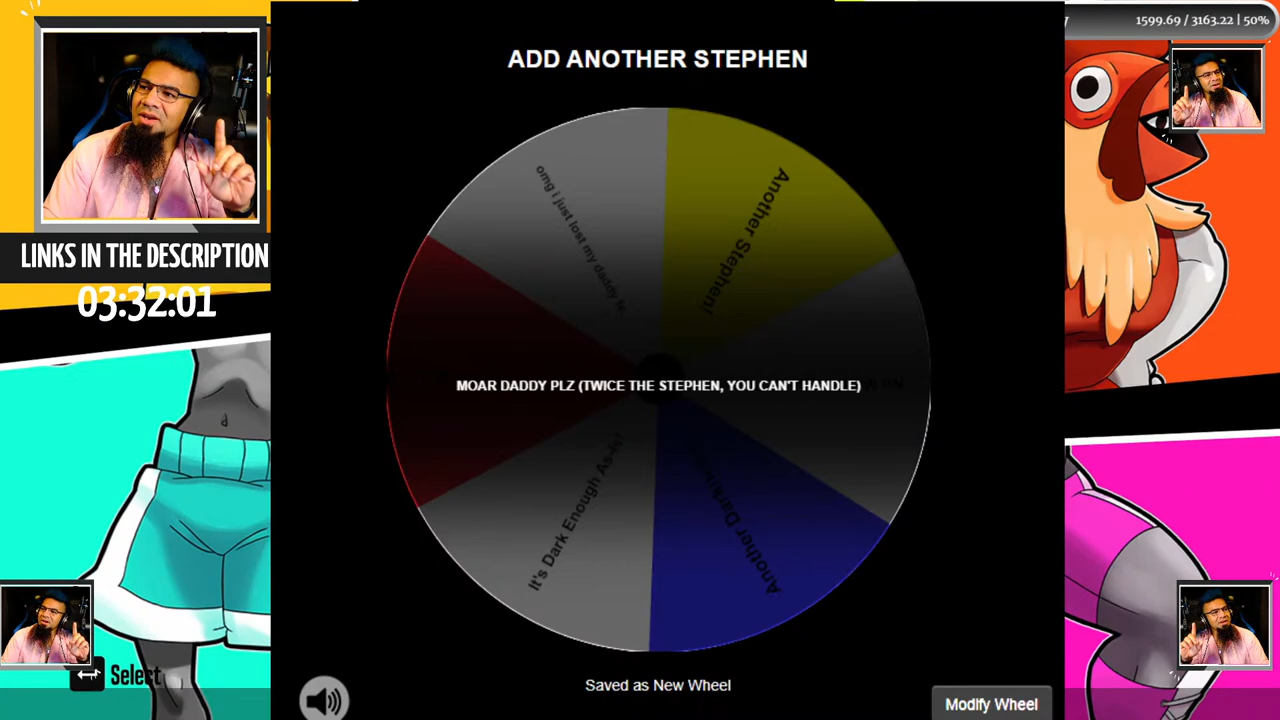 1599.69 / 3163.22 | 50%
ADD ANOTHER STEPHEN
omg i just lost my daddy
Another Stephen!
LINKS IN THE DESCRIPTION
03:32:01
MOAR DADDY PLZ (TWICE THE STEPHEN, YOU CAN'T HANDLE)
It's Dark Enough As-Is!
Another
Select
Saved as New Wheel
Modify Wheel